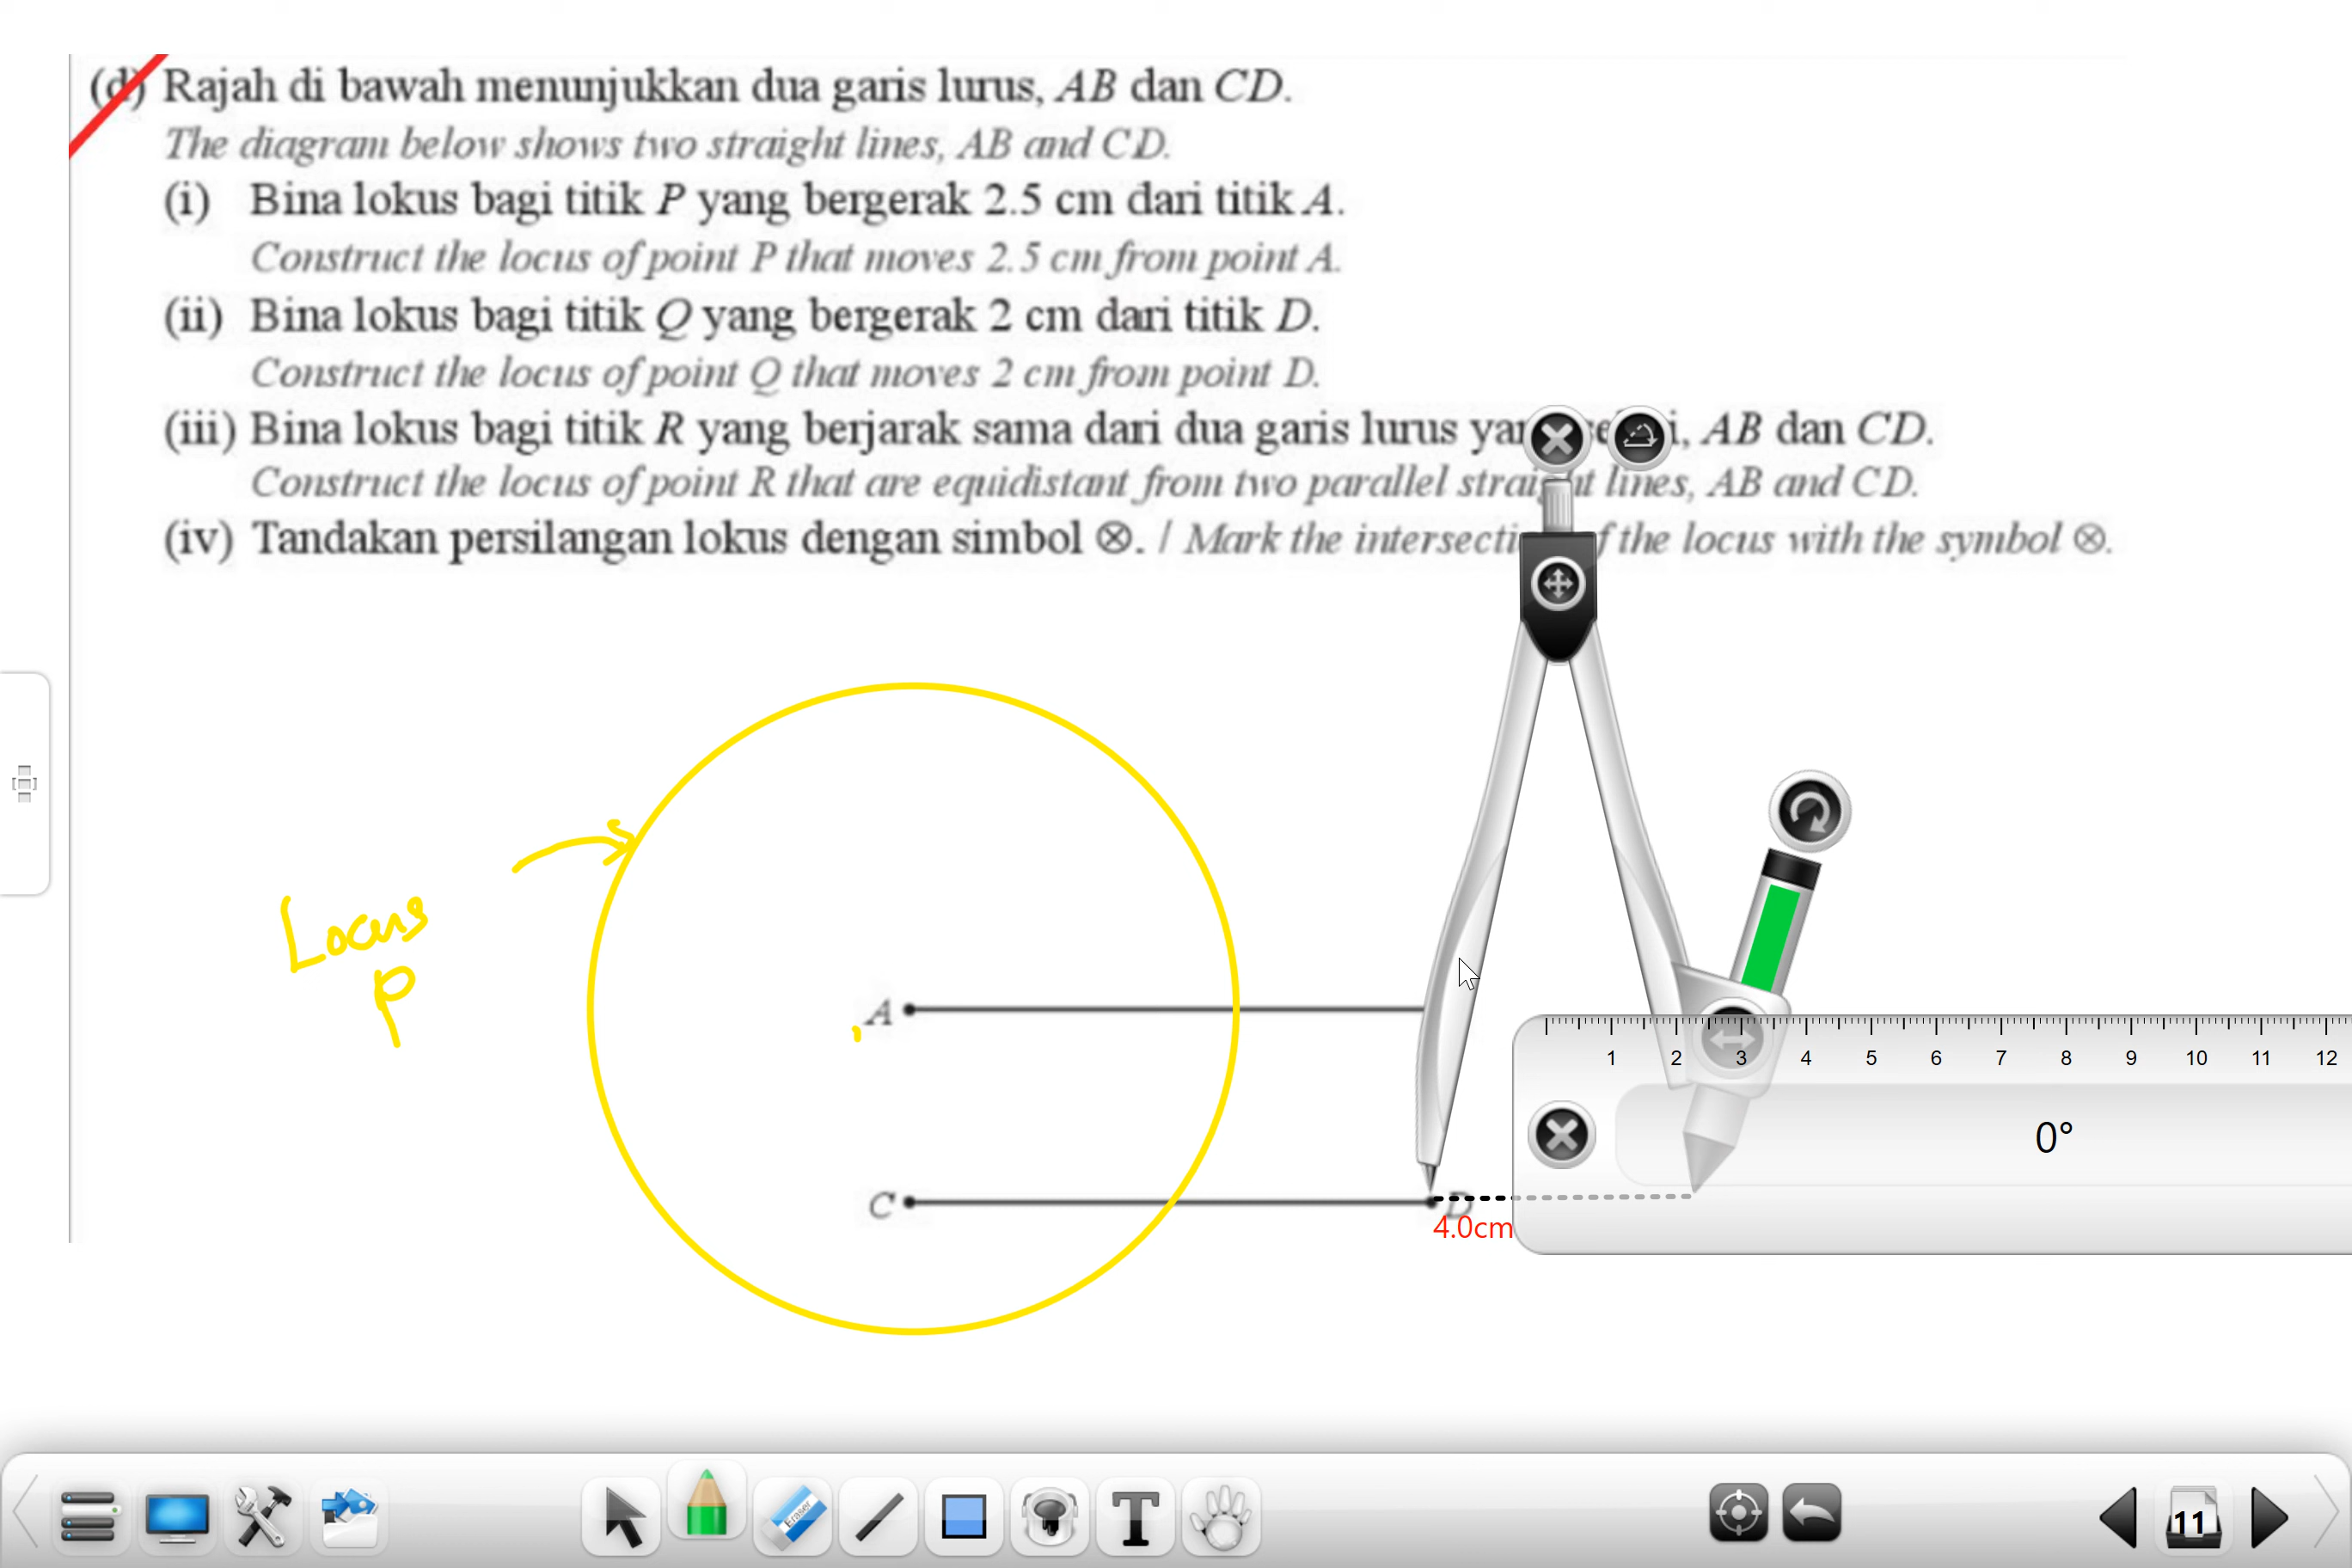 (d) Rajah di bawah menunjukkan dua garis lurus, AB dan CD.
The diagram below shows two straight lines, AB and CD.
(i) Bina lokus bagi titik P yang bergerak 2.5 cm dari titik A.
Construct the locus of point P that moves 2.5 cm from point A.
(ii) Bina lokus bagi titik Q yang bergerak 2 cm dari titik D.
Construct the locus of point Q that moves 2 cm from point D.
(iii) Bina lokus bagi titik R yang berjarak sama dari dua garis lurus AB dan CD.
Construct the locus of point R that are equidistant from two parallel straight lines, AB and CD.
(iv) Tandakan persilangan lokus dengan simbol ⊗. / Mark the the locus with the symbol ⊗.
Locus
P
A
1 2 3 4 5 6 7 8 9 10 11 12
0°
C
D
4.0cm
Eraser
T
11